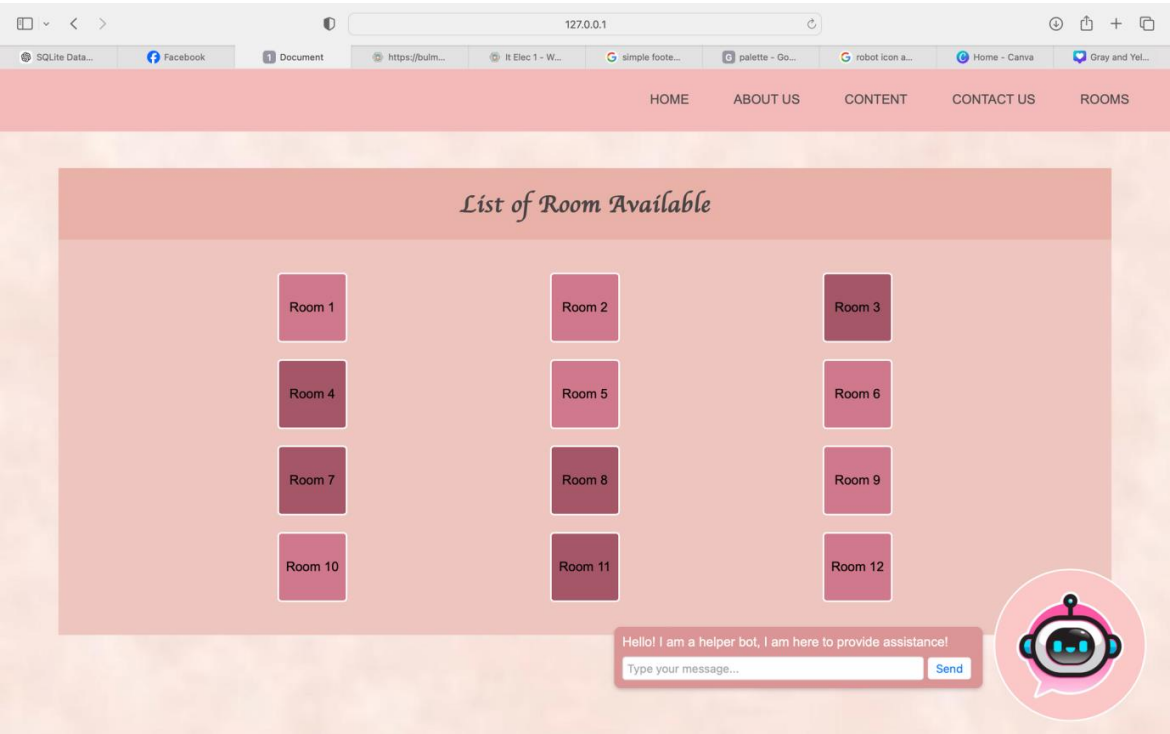 127.0.0.1
SQLite Data... Facebook 1 Document https://bulm... It Elec 1 - W... G simple foote... G palette - Go... G robot icon a... C Home - Canva Gray and Yel...
HOME ABOUT US CONTENT CONTACT US ROOMS
List of Room Available
Room 1 Room 2 Room 3
Room 4 Room 5 Room 6
Room 7 Room 8 Room 9
Room 10 Room 11 Room 12
Hello! I am a helper bot, I am here to provide assistance!
Type your message... Send